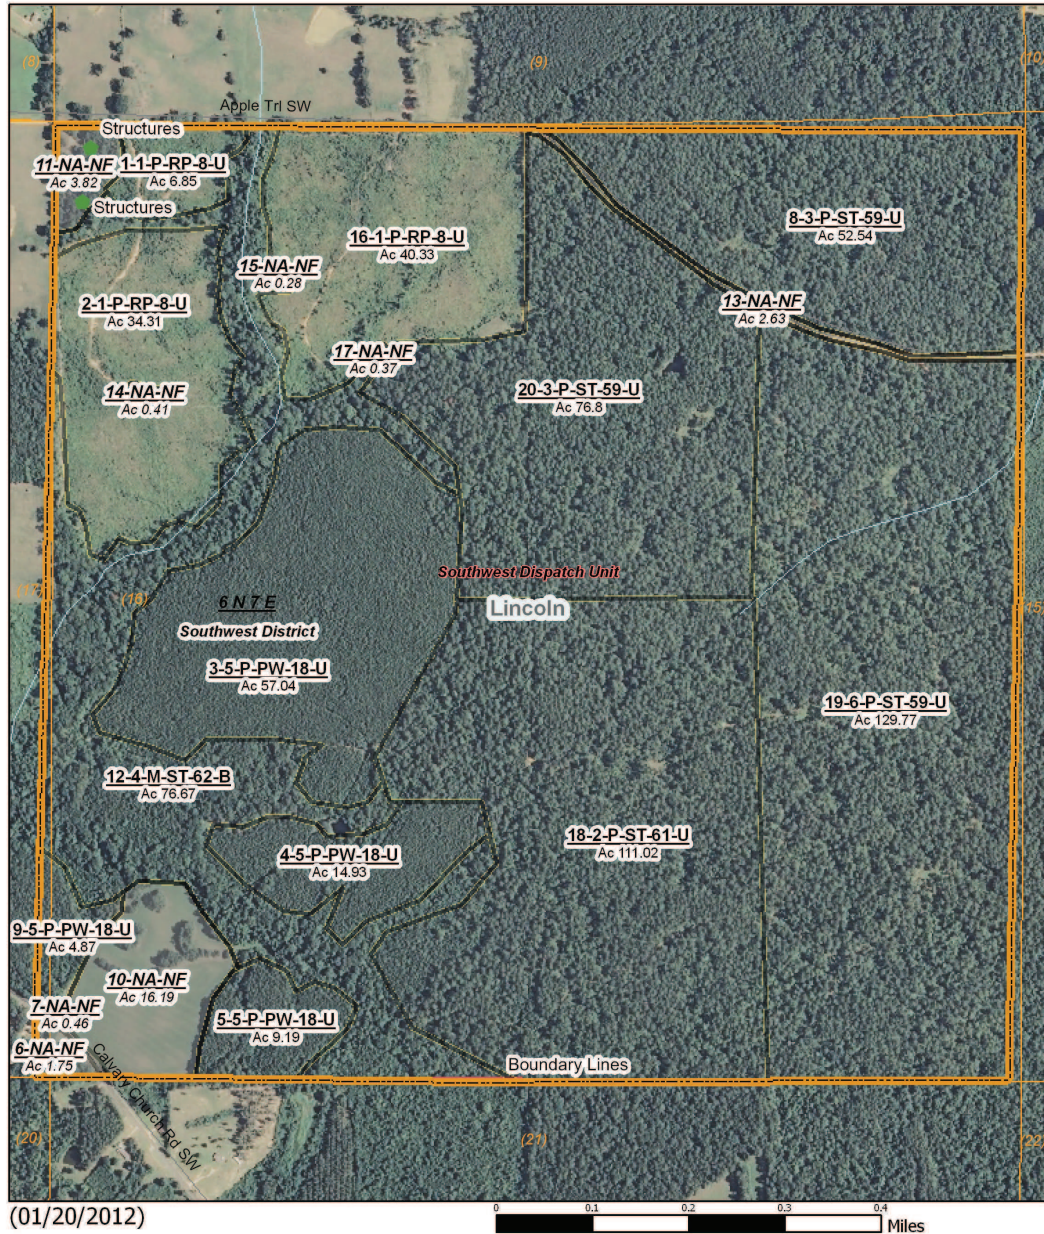 (8)
(9)
(10)
Apple Trl SW
Structures
11-NA-NF
Ac 3.82
1-1-P-RP-8-U
Ac 6.85
Structures
8-3-P-ST-59-U
Ac 52.54
16-1-P-RP-8-U
Ac 40.33
15-NA-NF
Ac 0.28
2-1-P-RP-8-U
Ac 34.31
13-NA-NF
Ac 2.63
17-NA-NF
Ac 0.37
14-NA-NF
Ac 0.41
20-3-P-ST-59-U
Ac 76.8
Southwest Dispatch Unit
(17)
(16)
6 N 7 E
Lincoln
(15)
Southwest District
3-5-P-PW-18-U
Ac 57.04
19-6-P-ST-59-U
Ac 129.77
12-4-M-ST-62-B
Ac 76.67
18-2-P-ST-61-U
Ac 111.02
4-5-P-PW-18-U
Ac 14.93
9-5-P-PW-18-U
Ac 4.87
10-NA-NF
Ac 16.19
7-NA-NF
Ac 0.46
5-5-P-PW-18-U
Ac 9.19
6-NA-NF
Ac 1.75
Calvary Church Rd SW
Boundary Lines
(20)
(21)
(22)
(01/20/2012)
0 0.1 0.2 0.3 0.4
Miles